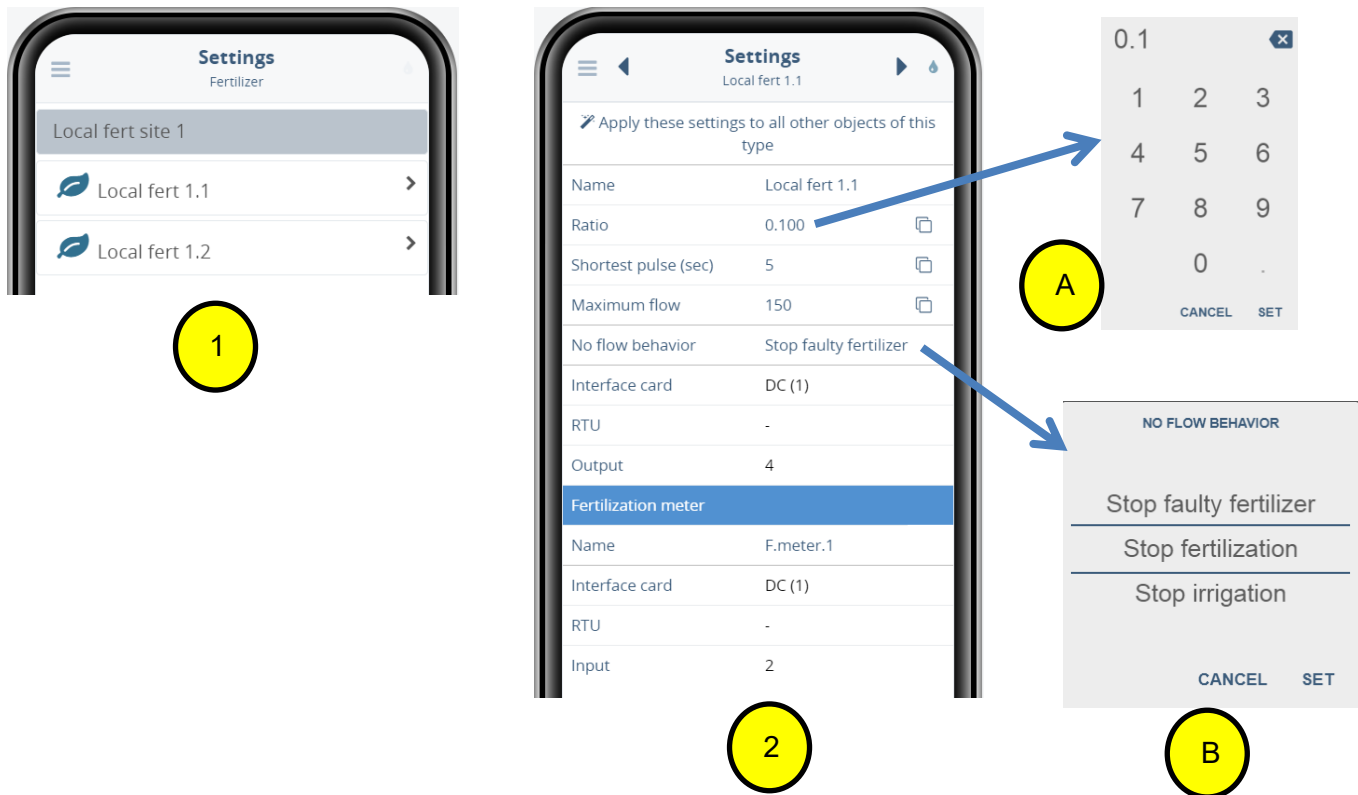 Settings
Fertilizer
Local fert site 1
Local fert 1.1
Local fert 1.2
1
Settings
Local fert 1.1
Apply these settings to all other objects of this
type
Name Local fert 1.1
Ratio 0.100
Shortest pulse (sec) 5
Maximum flow 150
No flow behavior Stop faulty fertilizer
Interface card DC (1)
RTU -
Output 4
Fertilization meter
Name F.meter.1
Interface card DC (1)
RTU -
Input 2
2
0.1
1 2 3
4 5 6
7 8 9
0 .
CANCEL SET
A
NO FLOW BEHAVIOR
Stop faulty fertilizer
Stop fertilization
Stop irrigation
CANCEL SET
B